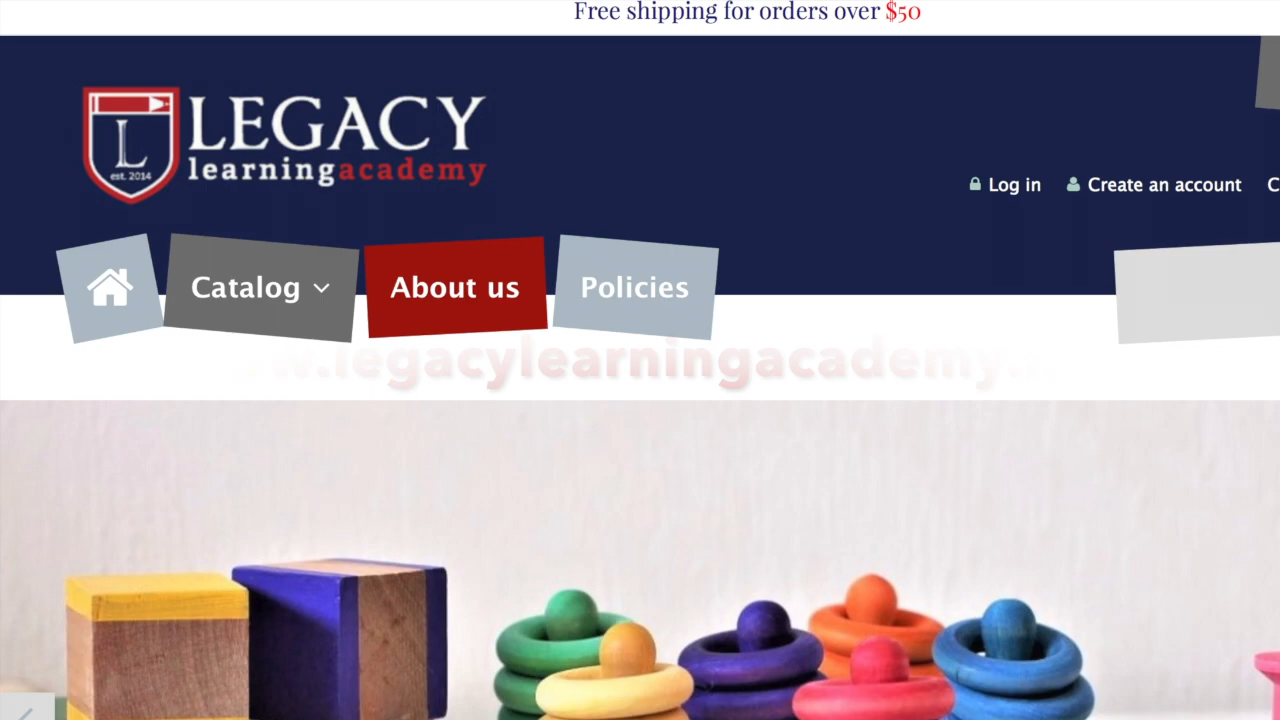 Free shipping for orders over $50
L
est. 2014
LEGACY
learningacademy
Log in
Create an account
Catalog
About us
Policies
w.legacylearningacademy.